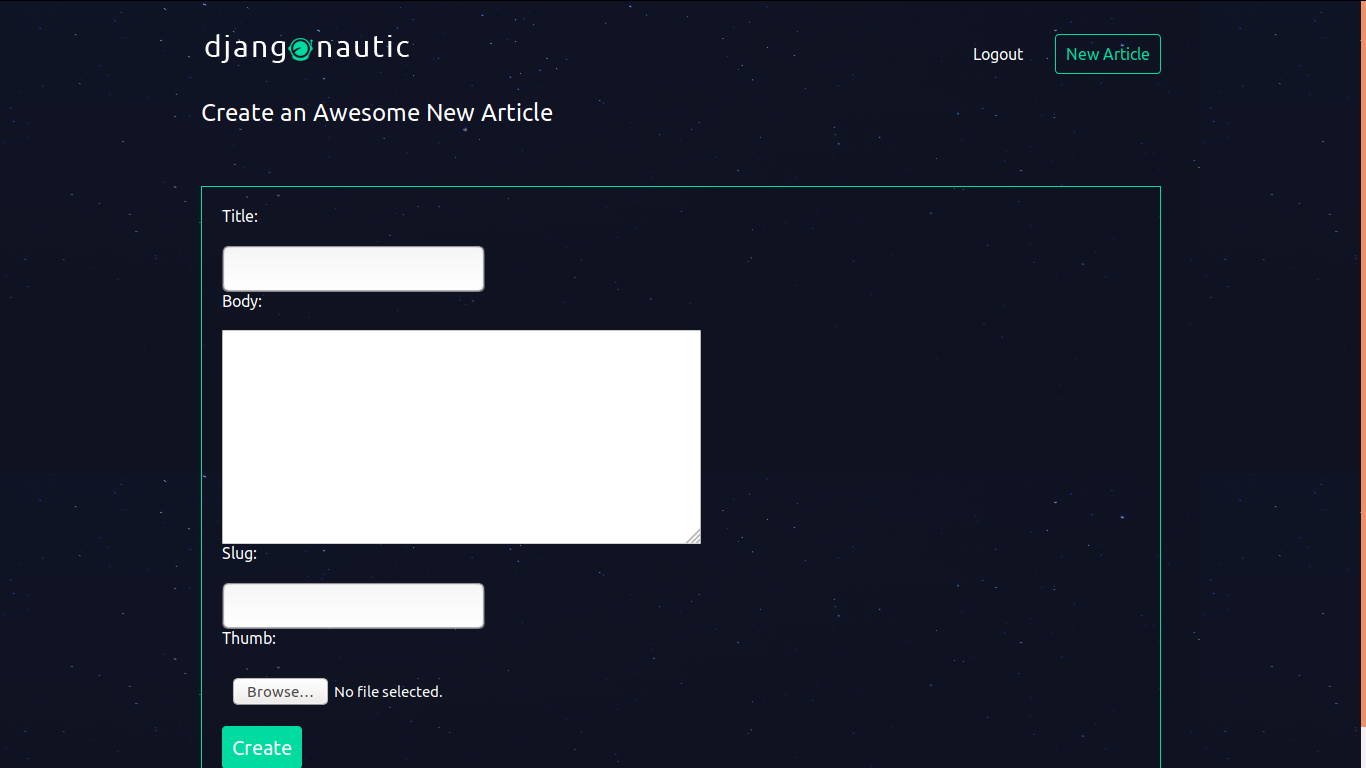 djangonautic
Logout
New Article
Create an Awesome New Article
Title:
Body:
Slug:
Thumb:
Browse...
No file selected.
Create